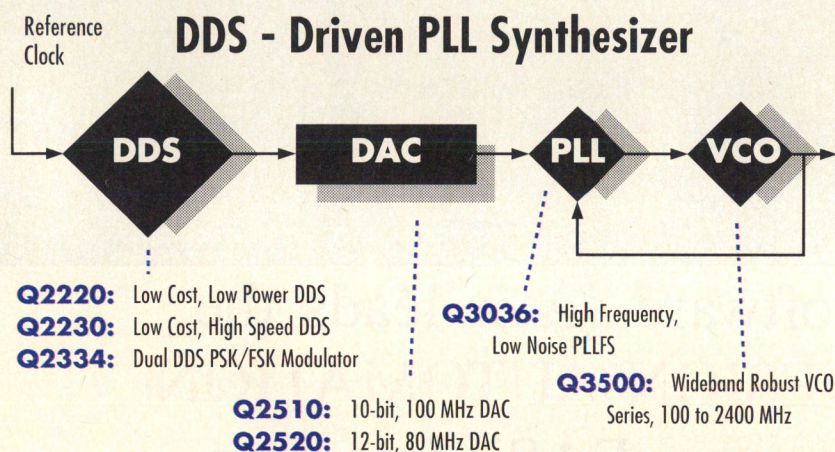 Reference
Clock
DDS - Driven PLL Synthesizer
DDS
DAC
PLL
VCO
Q2220: Low Cost, Low Power DDS
Q2230: Low Cost, High Speed DDS
Q2334: Dual DDS PSK/FSK Modulator
Q2510: 10-bit, 100 MHz DAC
Q2520: 12-bit, 80 MHz DAC
Q3036: High Frequency,
Low Noise PLLFS
Q3500: Wideband Robust VCO
Series, 100 to 2400 MHz